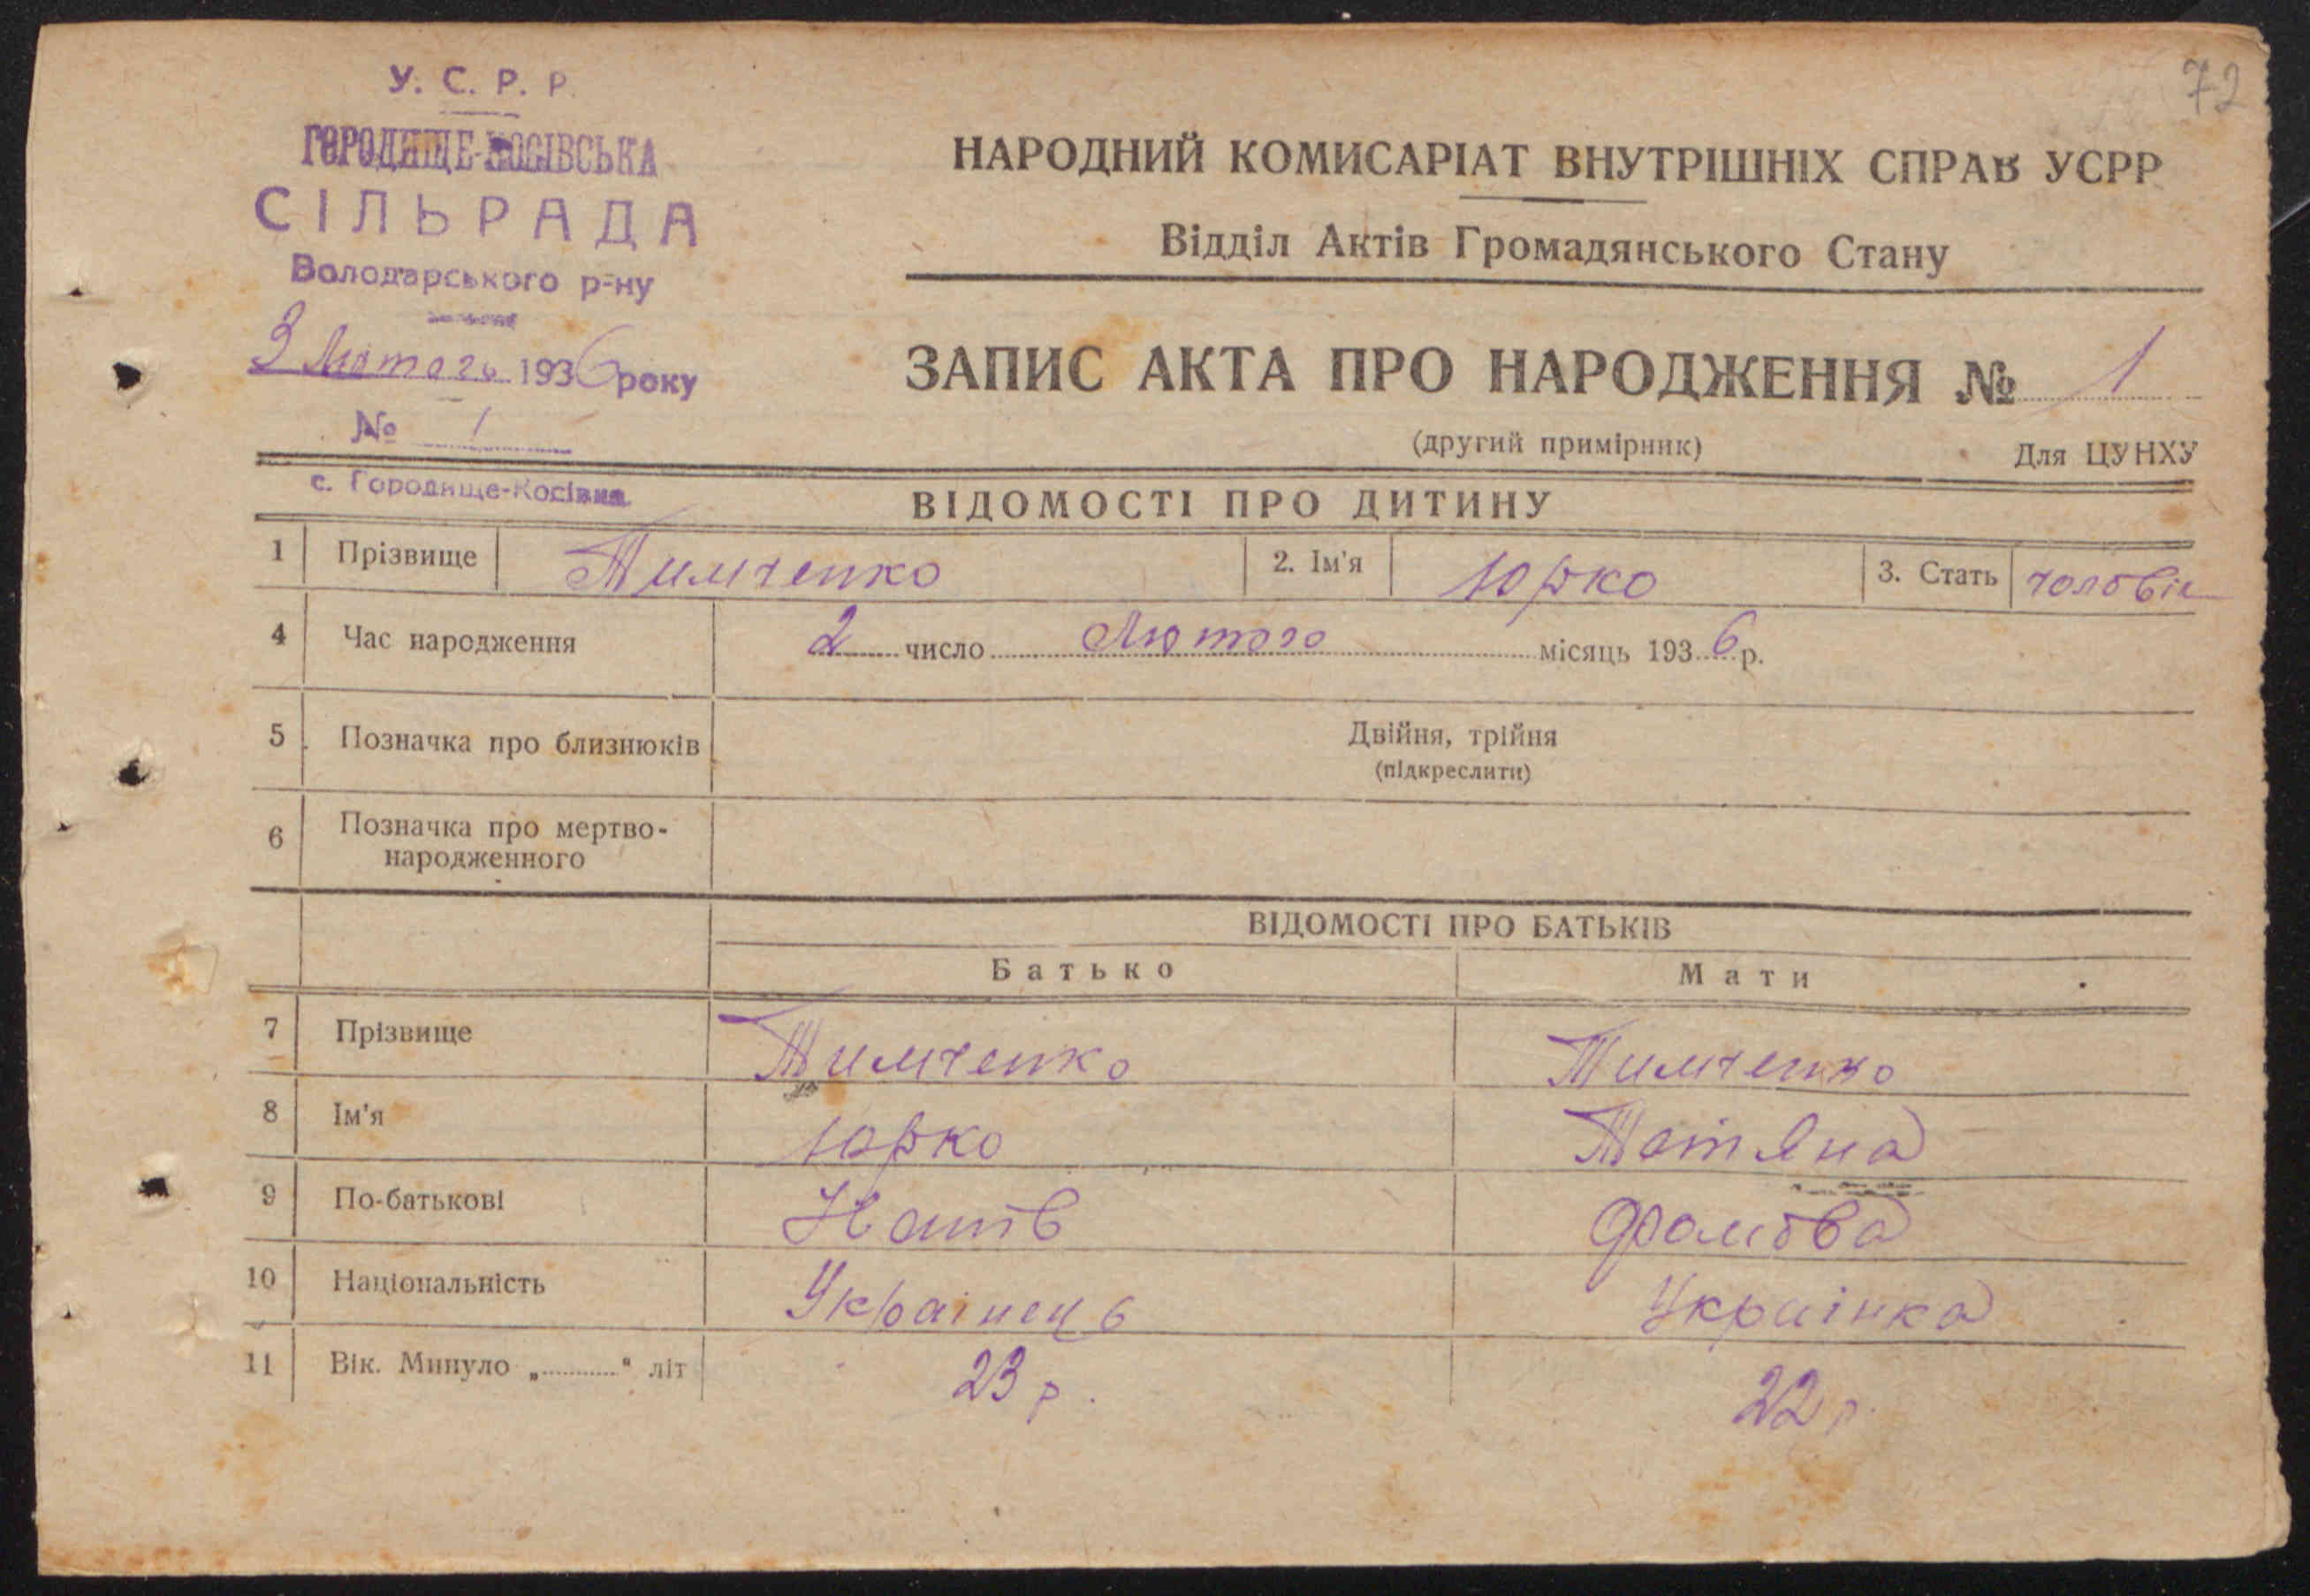 72
У. С. Р. Р.
ГОРОДИЩЕ-КОСІВСЬКА
СІЛЬРАДА
Володарського р-ну
3 Лютого 1936 року
№ 1
с. Городище-Косівка
НАРОДНИЙ КОМИСАРІАТ ВНУТРІШНІХ СПРАВ УСРР
Відділ Актів Громадянського Стану
ЗАПИС АКТА ПРО НАРОДЖЕННЯ № 1
(другий примірник) Для ЦУНХУ
ВІДОМОСТІ ПРО ДИТИНУ
1 Прізвище Тимченко 2. Ім'я Юрко 3. Стать чоловік
4 Час народження 2 число Лютого місяць 1936 р.
5 Позначка про близнюків Двійня, трійня
(підкреслити)
6 Позначка про мертво-
народженного
ВІДОМОСТІ ПРО БАТЬКІВ
Батько Мати
7 Прізвище Тимченко Тимченко
8 Ім'я Юрко Тетяна
9 По-батькові Фомова
10 Національність Українець Українка
11 Вік. Минуло „............" літ 23 р. 22 р.